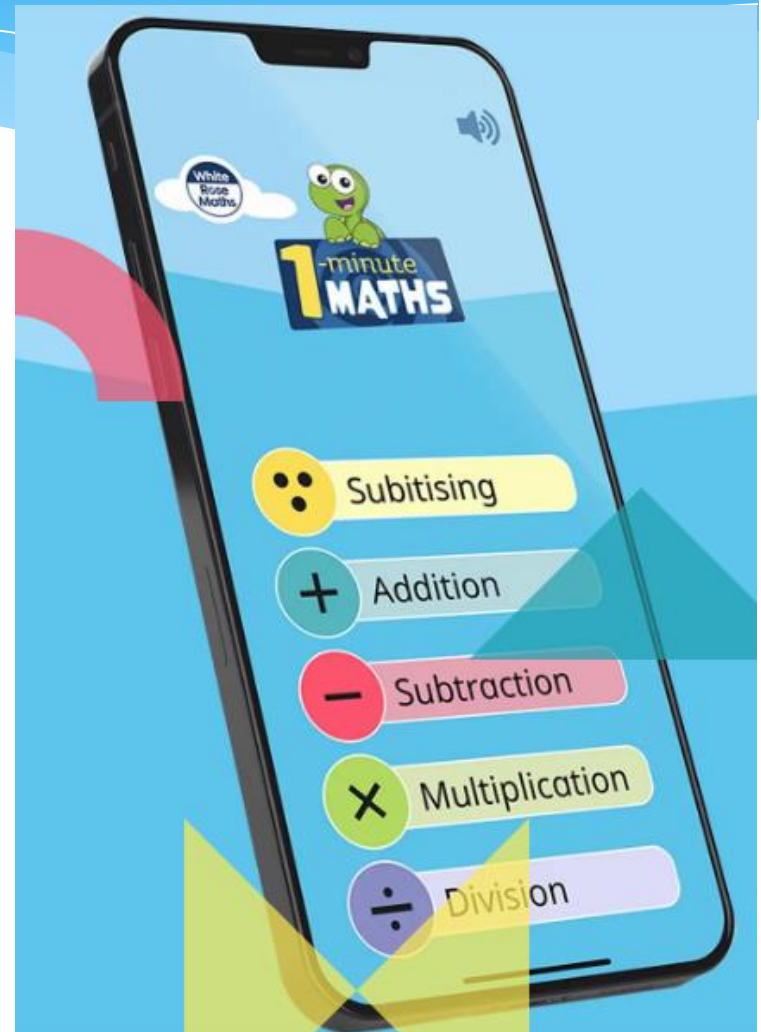 White
Rose
Maths
1-minute
MATHS
Subitising
+ Addition
− Subtraction
× Multiplication
÷ Division